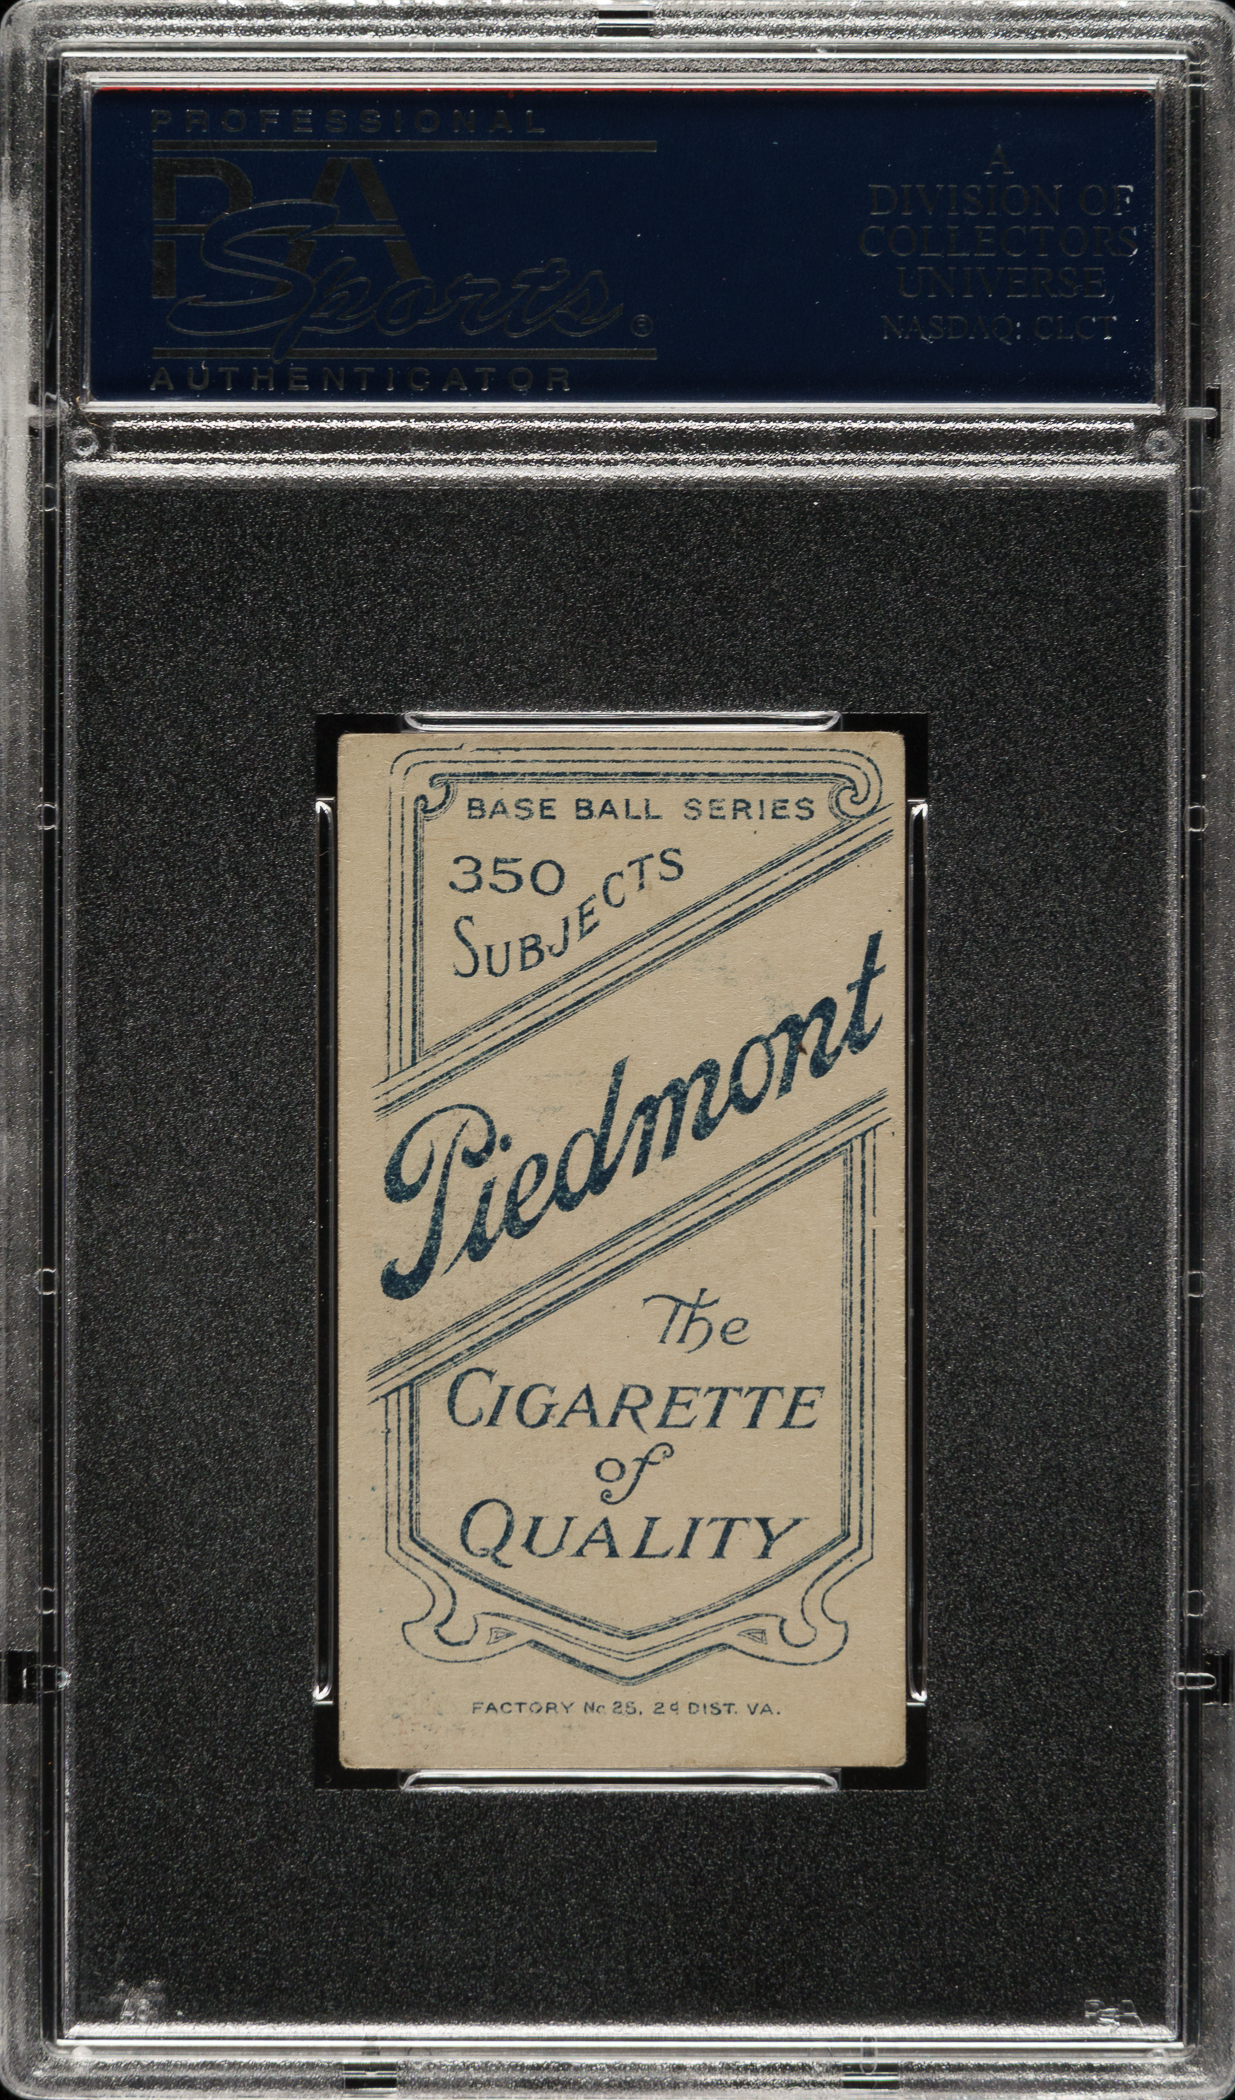 PROFESSIONAL
PSA
Sports ®
AUTHENTICATOR
A
DIVISION OF
COLLECTORS
UNIVERSE
NASDAQ: CLCT
BASE BALL SERIES
350
SUBJECTS
Piedmont
The
CIGARETTE
of
QUALITY
FACTORY No 25, 2d DIST. VA.
PSA